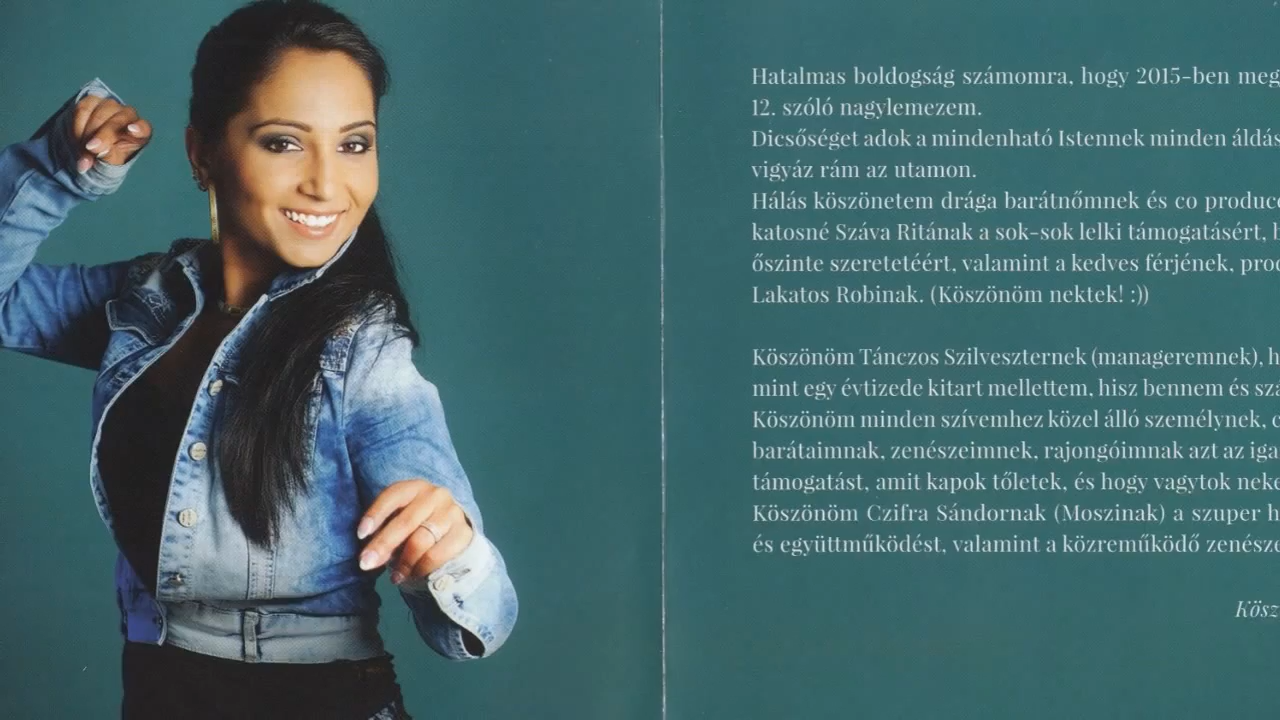 Hatalmas boldogság számomra, hogy 2015-ben meg
12. szóló nagylemezem.
Dicsőséget adok a mindenható Istennek minden áldás
vigyáz rám az utamon.
Hálás köszönetem drága barátnőmnek és co produce
katosné Száva Ritának a sok-sok lelki támogatásért,
őszinte szeretetéért, valamint a kedves férjének, prod
Lakatos Robinak. (Köszönöm nektek! :))
Köszönöm Tánczos Szilveszternek (manageremnek), h
mint egy évtizede kitart mellettem, hisz bennem és szá
Köszönöm minden szívemhez közel álló személynek, c
barátaimnak, zenészeimnek, rajongóimnak azt az iga
támogatást, amit kapok tőletek, és hogy vagytok neke
Köszönöm Czifra Sándornak (Moszinak) a szuper h
és együttműködést, valamint a közreműködő zenésze
Kösz